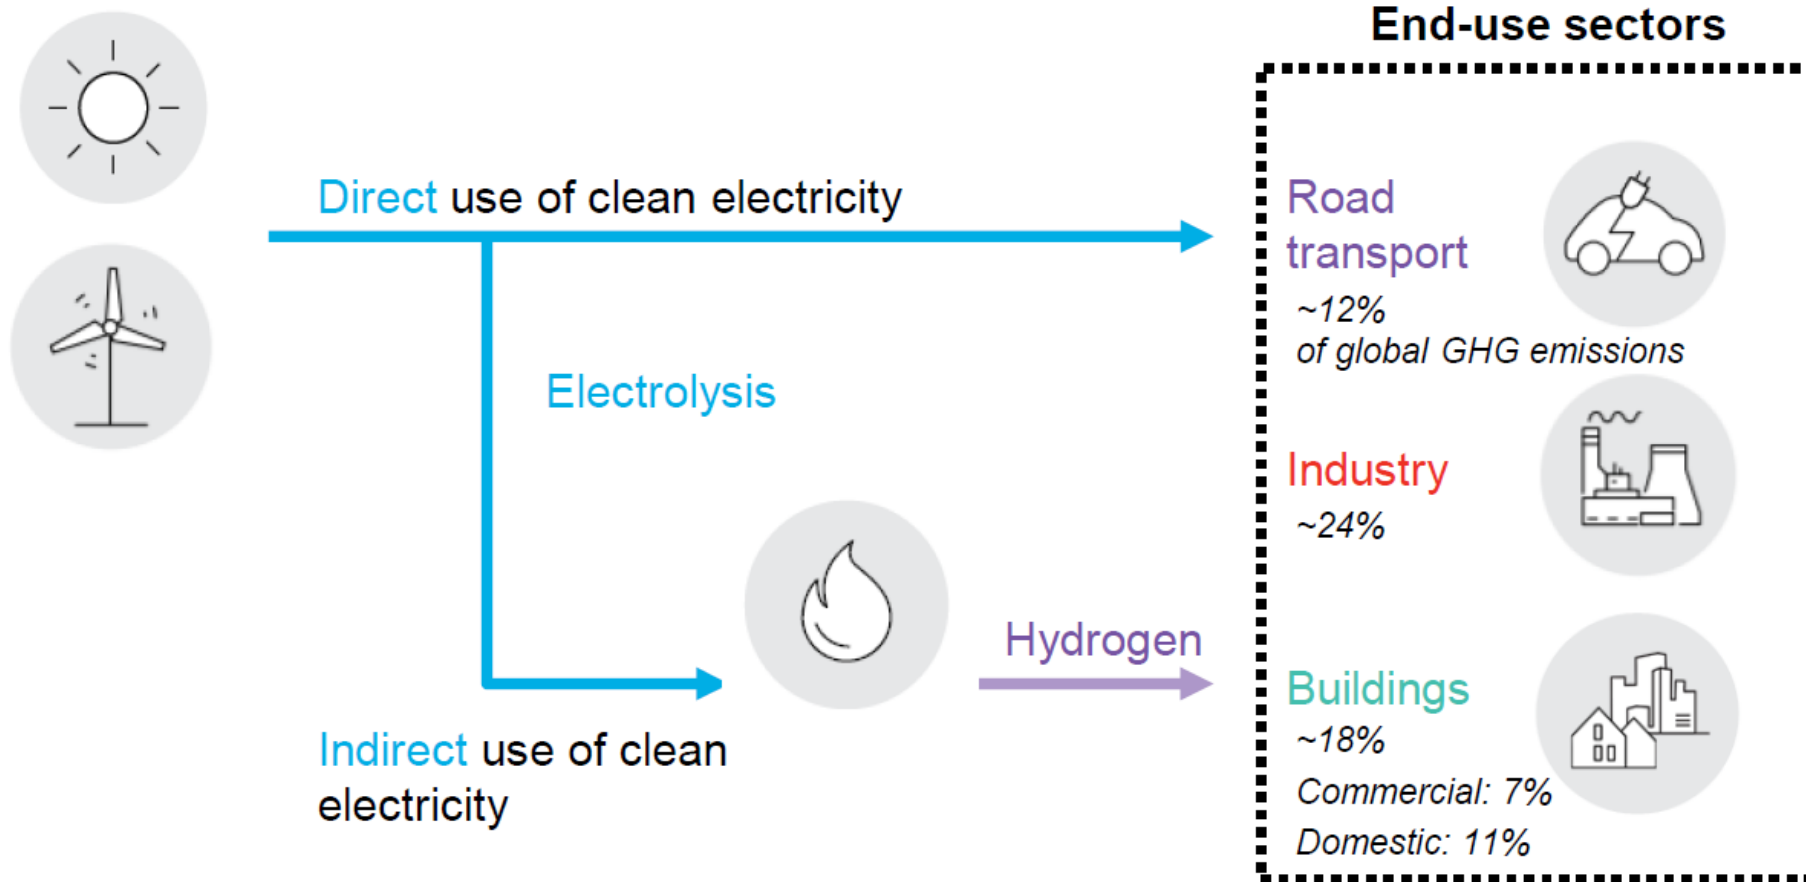 End-use sectors
Direct use of clean electricity
Road
transport
~12%
of global GHG emissions
Electrolysis
Industry
~24%
Hydrogen
Buildings
~18%
Commercial: 7%
Domestic: 11%
Indirect use of clean
electricity